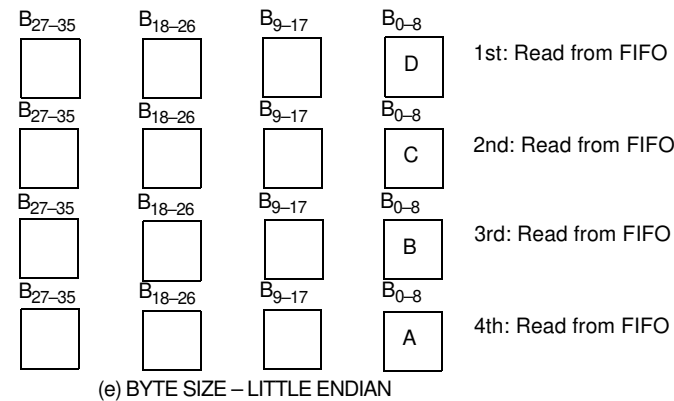 B27–35 B18–26 B9–17 B0–8
D 1st: Read from FIFO
B27–35 B18–26 B9–17 B0–8
C 2nd: Read from FIFO
B27–35 B18–26 B9–17 B0–8
B 3rd: Read from FIFO
B27–35 B18–26 B9–17 B0–8
A 4th: Read from FIFO
(e) BYTE SIZE – LITTLE ENDIAN